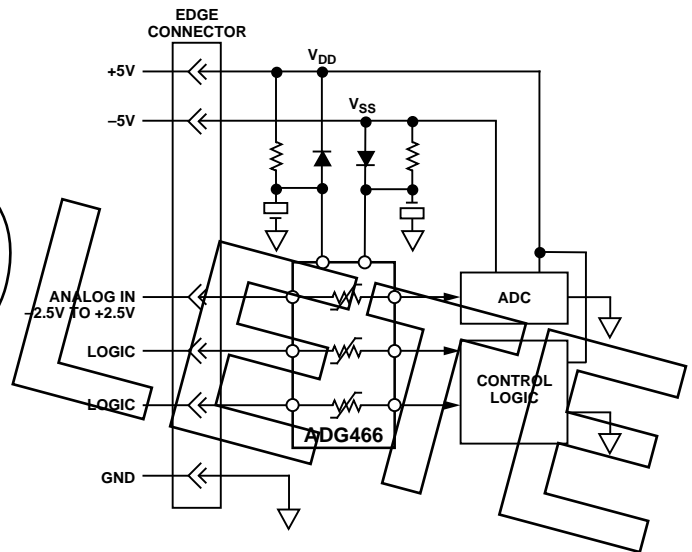 EDGE
CONNECTOR
+5V
VDD
–5V
VSS
ANALOG IN
–2.5V TO +2.5V
ADC
LOGIC
CONTROL
LOGIC
LOGIC
ADG466
GND
LETE